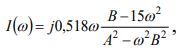 I(ω) = j0,518ω (B − 15ω²) / (A² − ω²B²),